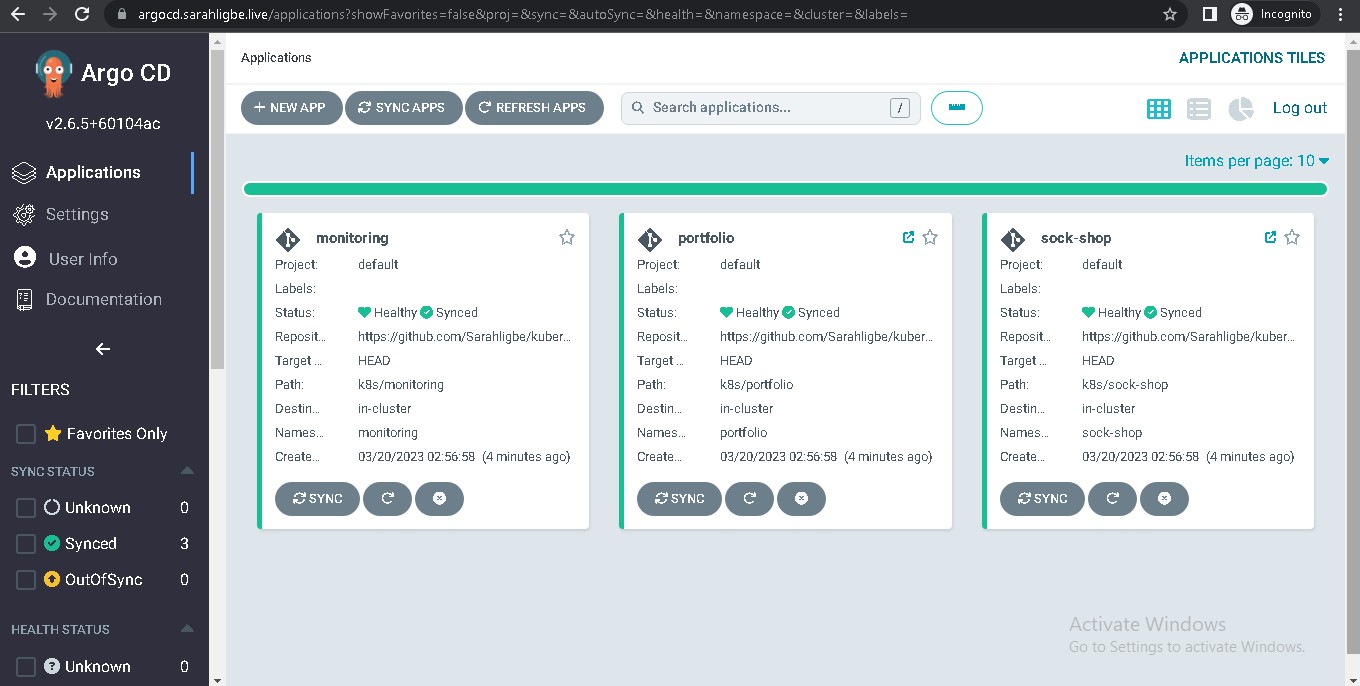 argocd.sarahligbe.live/applications?showFavorites=false&proj=&sync=&autoSync=&health=&namespace=&cluster=&labels=
Incognito
Argo CD
v2.6.5+60104ac
Applications
Settings
User Info
Documentation
FILTERS
Favorites Only
SYNC STATUS
Unknown 0
Synced 3
OutOfSync 0
HEALTH STATUS
Unknown 0
Applications
APPLICATIONS TILES
+ NEW APP
SYNC APPS
REFRESH APPS
Search applications...
/
Log out
Items per page: 10
monitoring
Project: default
Labels:
Status: Healthy Synced
Reposit... https://github.com/Sarahligbe/kuber...
Target ... HEAD
Path: k8s/monitoring
Destin... in-cluster
Names... monitoring
Create... 03/20/2023 02:56:58 (4 minutes ago)
SYNC
portfolio
Project: default
Labels:
Status: Healthy Synced
Reposit... https://github.com/Sarahligbe/kuber...
Target ... HEAD
Path: k8s/portfolio
Destin... in-cluster
Names... portfolio
Create... 03/20/2023 02:56:58 (4 minutes ago)
SYNC
sock-shop
Project: default
Labels:
Status: Healthy Synced
Reposit... https://github.com/Sarahligbe/kuber...
Target ... HEAD
Path: k8s/sock-shop
Destin... in-cluster
Names... sock-shop
Create... 03/20/2023 02:56:58 (4 minutes ago)
SYNC
Activate Windows
Go to Settings to activate Windows.